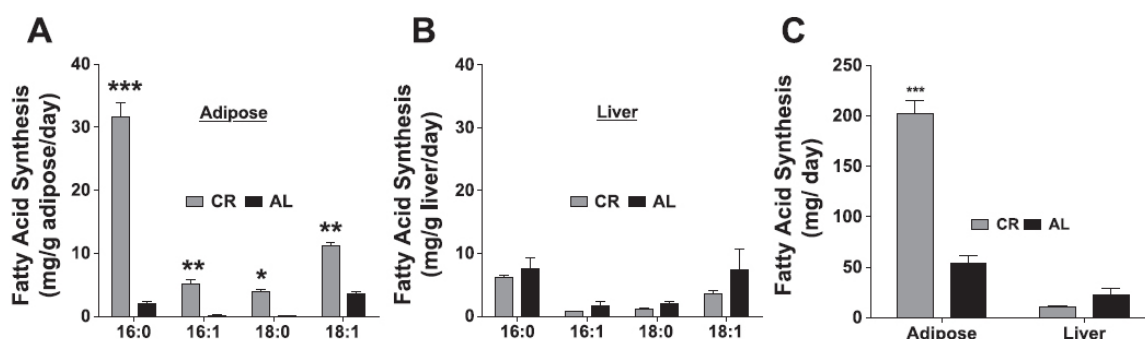 A
Fatty Acid Synthesis
(mg/g adipose/day)
40
30
20
10
0
***
**
*
**
Adipose
CR AL
16:0 16:1 18:0 18:1
B
Fatty Acid Synthesis
(mg/g liver/day)
40
30
20
10
0
Liver
CR AL
16:0 16:1 18:0 18:1
C
Fatty Acid Synthesis
(mg/ day)
250
200
150
100
50
0
***
CR AL
Adipose Liver